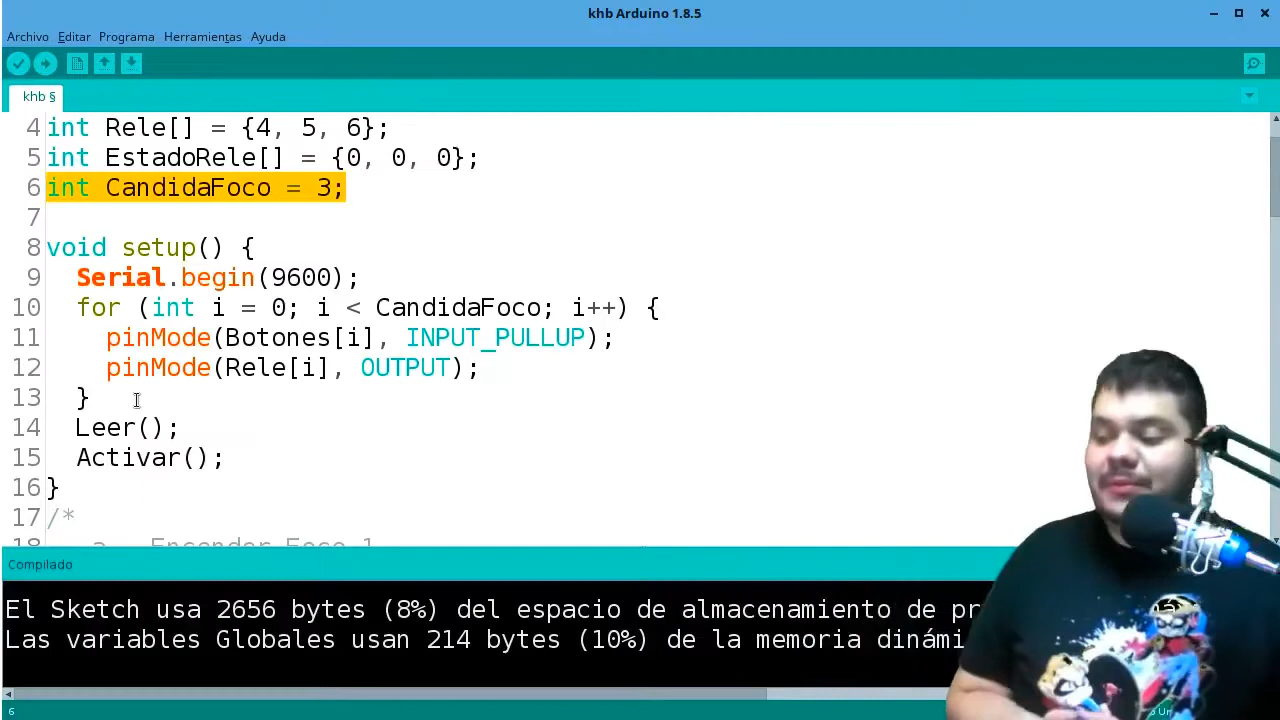 khb Arduino 1.8.5
Archivo Editar Programa Herramientas Ayuda
khb §
4 int Rele[] = {4, 5, 6};
5 int EstadoRele[] = {0, 0, 0};
6 int CandidaFoco = 3;
7
8 void setup() {
9 Serial.begin(9600);
10 for (int i = 0; i < CandidaFoco; i++) {
11 pinMode(Botones[i], INPUT_PULLUP);
12 pinMode(Rele[i], OUTPUT);
13 }
14 Leer();
15 Activar();
16 }
17 /*
18 a - Encender Foco 1
Compilado
El Sketch usa 2656 bytes (8%) del espacio de almacenamiento de
Las variables Globales usan 214 bytes (10%) de la memoria
6